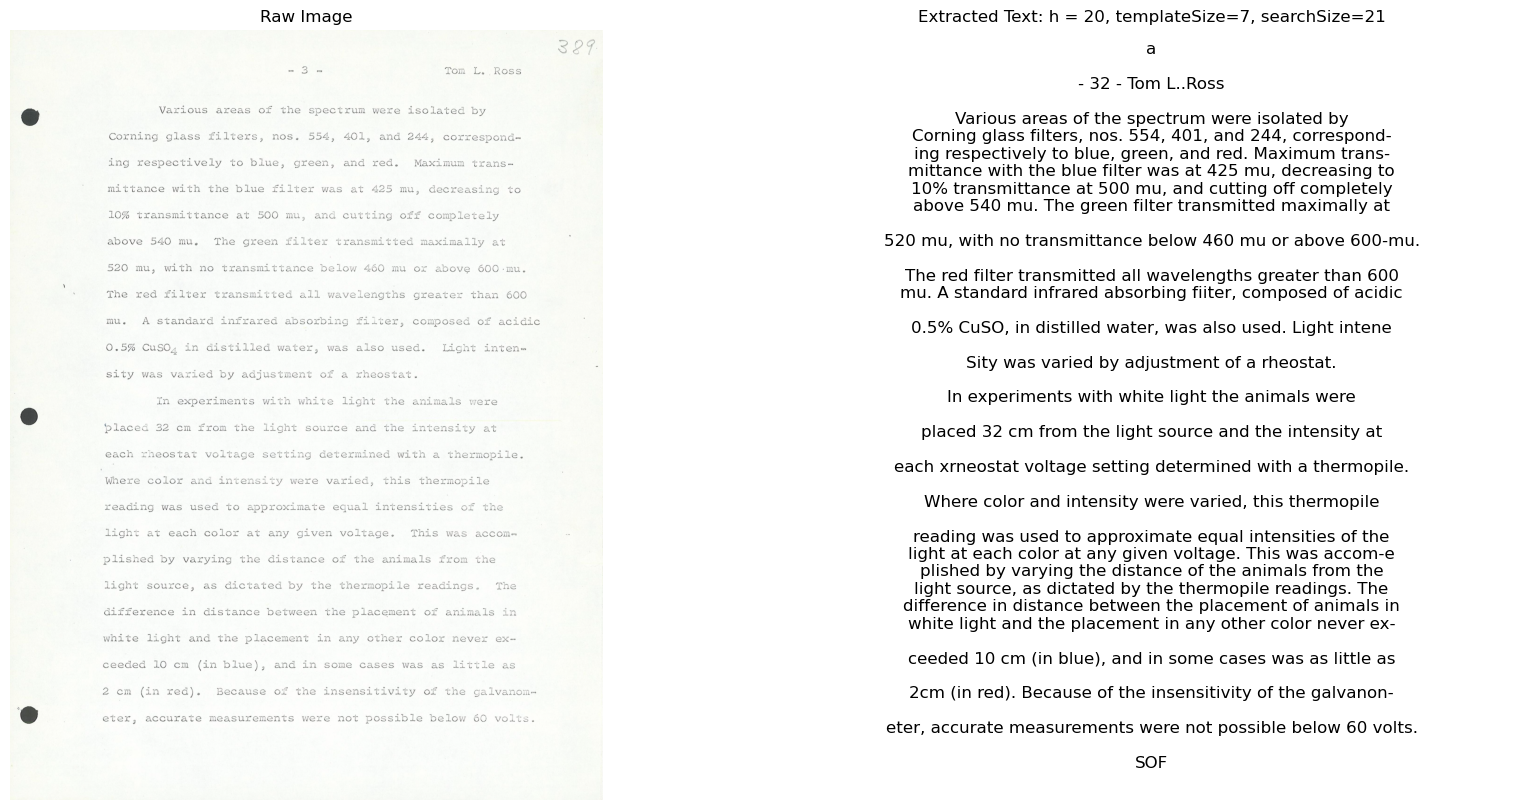 Raw Image
389
- 3 -
Tom L. Ross
Various areas of the spectrum were isolated by
Corning glass filters, nos. 554, 401, and 244, correspond-
ing respectively to blue, green, and red. Maximum trans-
mittance with the blue filter was at 425 mu, decreasing to
10% transmittance at 500 mu, and cutting off completely
above 540 mu. The green filter transmitted maximally at
520 mu, with no transmittance below 460 mu or above 600 mu.
The red filter transmitted all wavelengths greater than 600
mu. A standard infrared absorbing filter, composed of acidic
0.5% CuSO4 in distilled water, was also used. Light inten-
sity was varied by adjustment of a rheostat.
In experiments with white light the animals were
placed 32 cm from the light source and the intensity at
each rheostat voltage setting determined with a thermopile.
Where color and intensity were varied, this thermopile
reading was used to approximate equal intensities of the
light at each color at any given voltage. This was accom-
plished by varying the distance of the animals from the
light source, as dictated by the thermopile readings. The
difference in distance between the placement of animals in
white light and the placement in any other color never ex-
ceeded 10 cm (in blue), and in some cases was as little as
2 cm (in red). Because of the insensitivity of the galvanom-
eter, accurate measurements were not possible below 60 volts.
Extracted Text: h = 20, templateSize=7, searchSize=21
a
- 32 - Tom L..Ross
Various areas of the spectrum were isolated by
Corning glass filters, nos. 554, 401, and 244, correspond-
ing respectively to blue, green, and red. Maximum trans-
mittance with the blue filter was at 425 mu, decreasing to
10% transmittance at 500 mu, and cutting off completely
above 540 mu. The green filter transmitted maximally at
520 mu, with no transmittance below 460 mu or above 600-mu.
The red filter transmitted all wavelengths greater than 600
mu. A standard infrared absorbing fiiter, composed of acidic
0.5% CuSO, in distilled water, was also used. Light intene
Sity was varied by adjustment of a rheostat.
In experiments with white light the animals were
placed 32 cm from the light source and the intensity at
each xrneostat voltage setting determined with a thermopile.
Where color and intensity were varied, this thermopile
reading was used to approximate equal intensities of the
light at each color at any given voltage. This was accom-e
plished by varying the distance of the animals from the
light source, as dictated by the thermopile readings. The
difference in distance between the placement of animals in
white light and the placement in any other color never ex-
ceeded 10 cm (in blue), and in some cases was as little as
2cm (in red). Because of the insensitivity of the galvanon-
eter, accurate measurements were not possible below 60 volts.
SOF